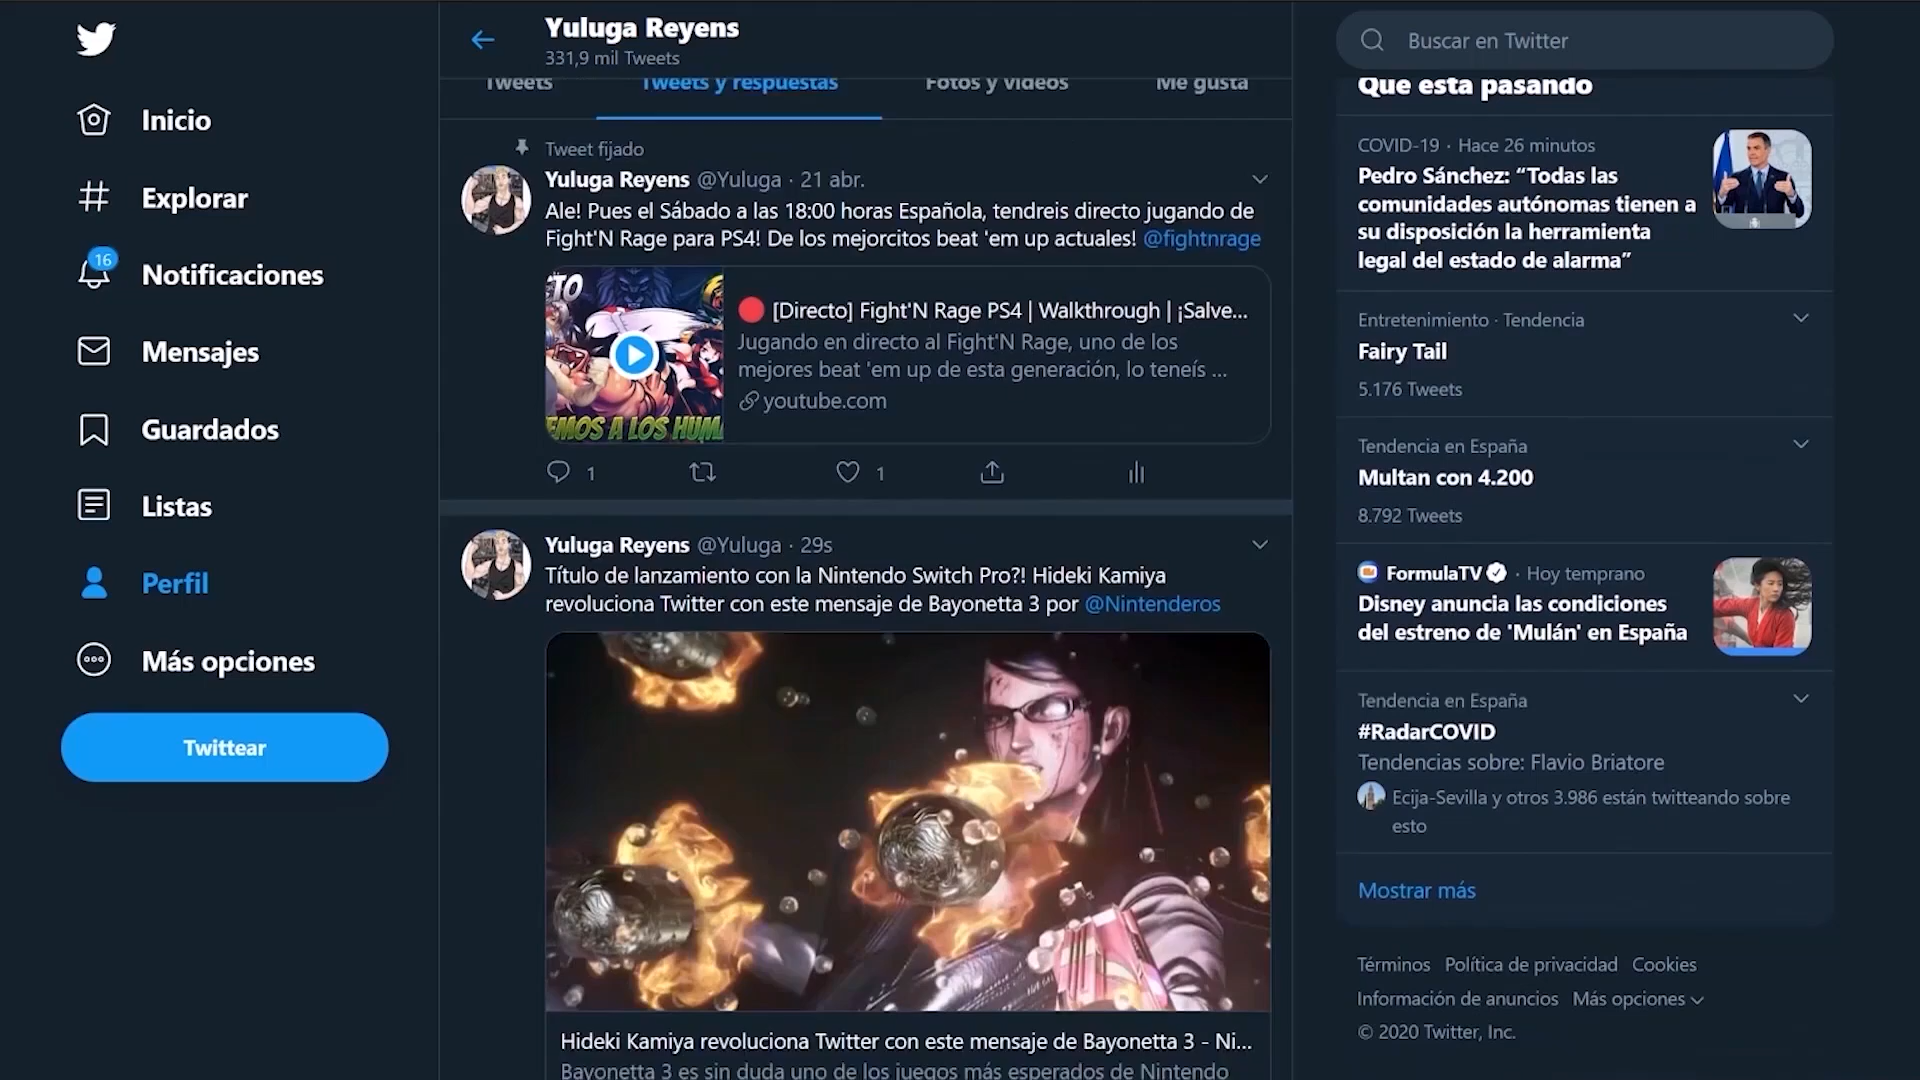 Inicio
Explorar
16
Notificaciones
Mensajes
Guardados
Listas
Perfil
Más opciones
Twittear
Yuluga Reyens
331,9 mil Tweets
Tweets
Tweets y respuestas
Fotos y vídeos
Me gusta
Tweet fijado
Yuluga Reyens @Yuluga · 21 abr.
Ale! Pues el Sábado a las 18:00 horas Española, tendreis directo jugando de
Fight'N Rage para PS4! De los mejorcitos beat 'em up actuales! @fightnrage
CTO
EMOS A LOS HUM
[Directo] Fight'N Rage PS4 | Walkthrough | ¡Salve...
Jugando en directo al Fight'N Rage, uno de los
mejores beat 'em up de esta generación, lo teneís ...
youtube.com
1
1
Yuluga Reyens @Yuluga · 29s
Título de lanzamiento con la Nintendo Switch Pro?! Hideki Kamiya
revoluciona Twitter con este mensaje de Bayonetta 3 por @Nintenderos
Hideki Kamiya revoluciona Twitter con este mensaje de Bayonetta 3 - Ni...
Bayonetta 3 es sin duda uno de los juegos más esperados de Nintendo
Buscar en Twitter
Qué está pasando
COVID-19 · Hace 26 minutos
Pedro Sánchez: “Todas las
comunidades autónomas tienen a
su disposición la herramienta
legal del estado de alarma”
Entretenimiento · Tendencia
Fairy Tail
5.176 Tweets
Tendencia en España
Multan con 4.200
8.792 Tweets
FormulaTV · Hoy temprano
Disney anuncia las condiciones
del estreno de 'Mulán' en España
Tendencia en España
#RadarCOVID
Tendencias sobre: Flavio Briatore
Ecija-Sevilla y otros 3.986 están twitteando sobre
esto
Mostrar más
Términos Política de privacidad Cookies
Información de anuncios Más opciones
© 2020 Twitter, Inc.